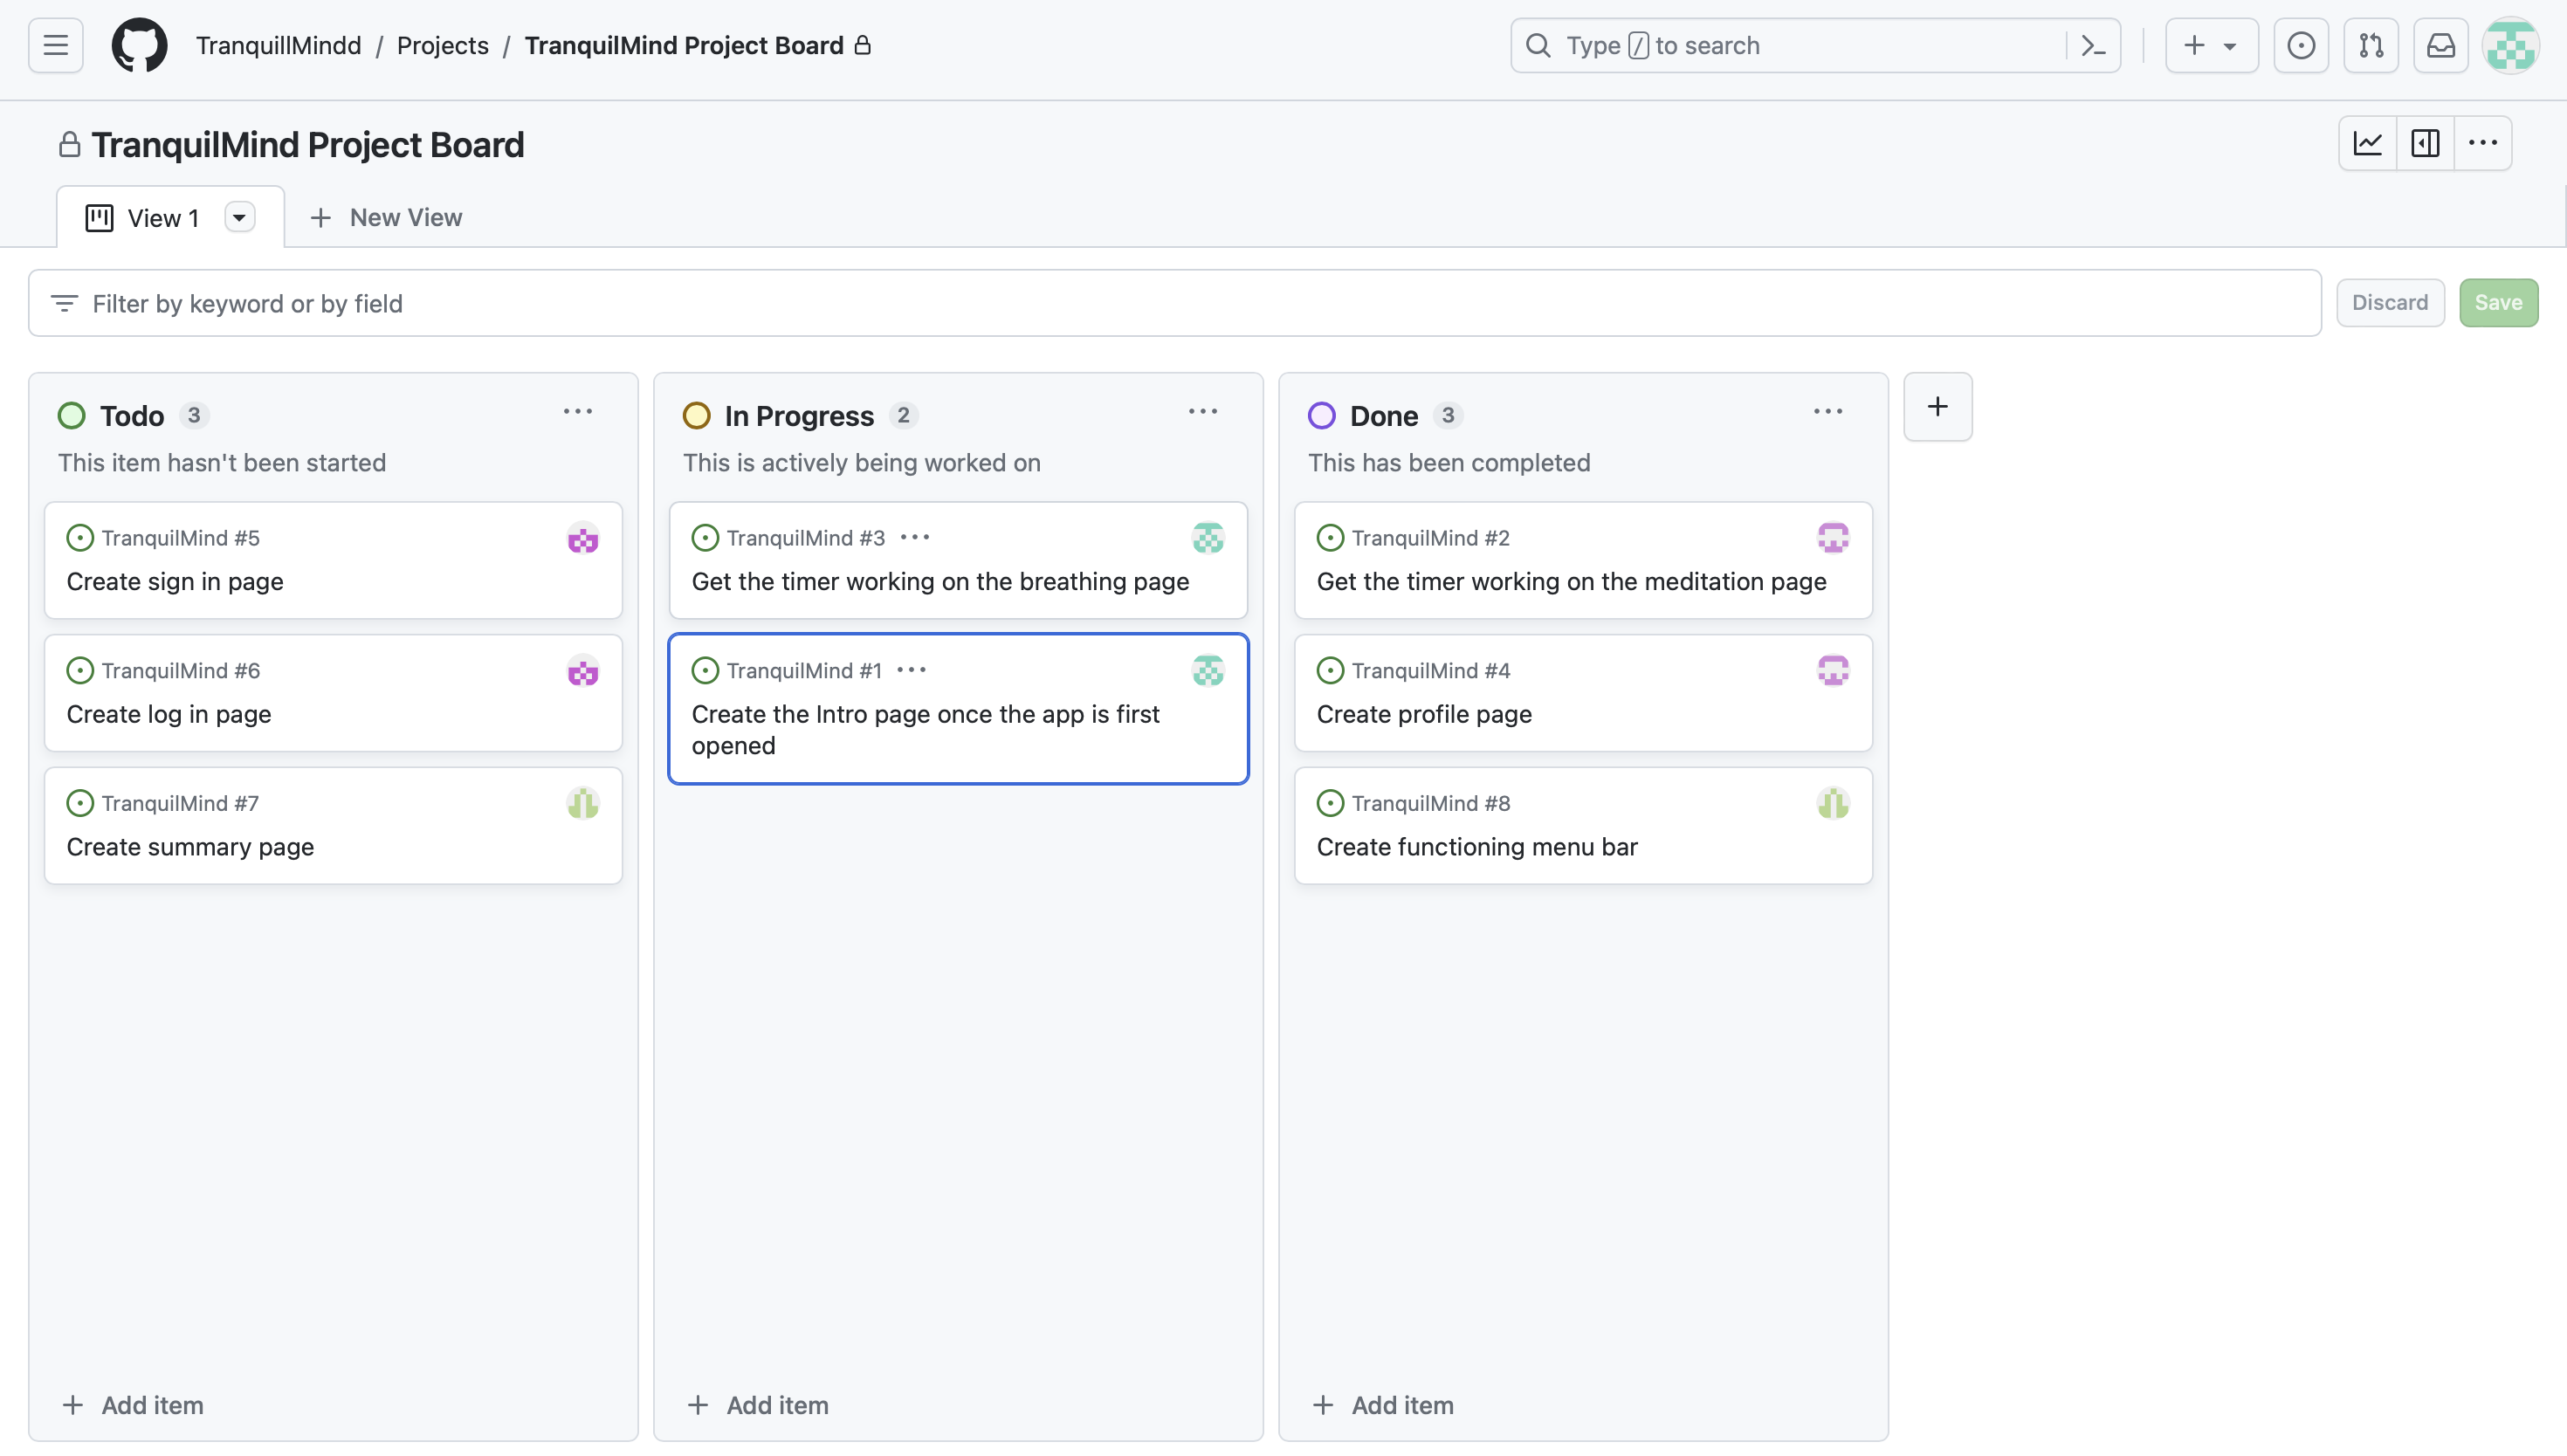 TranquillMindd / Projects / TranquilMind Project Board
Type / to search
TranquilMind Project Board
View 1
New View
Filter by keyword or by field
Discard
Save
Todo 3
This item hasn't been started
TranquilMind #5
Create sign in page
TranquilMind #6
Create log in page
TranquilMind #7
Create summary page
Add item
In Progress 2
This is actively being worked on
TranquilMind #3
Get the timer working on the breathing page
TranquilMind #1
Create the Intro page once the app is first
opened
Add item
Done 3
This has been completed
TranquilMind #2
Get the timer working on the meditation page
TranquilMind #4
Create profile page
TranquilMind #8
Create functioning menu bar
Add item